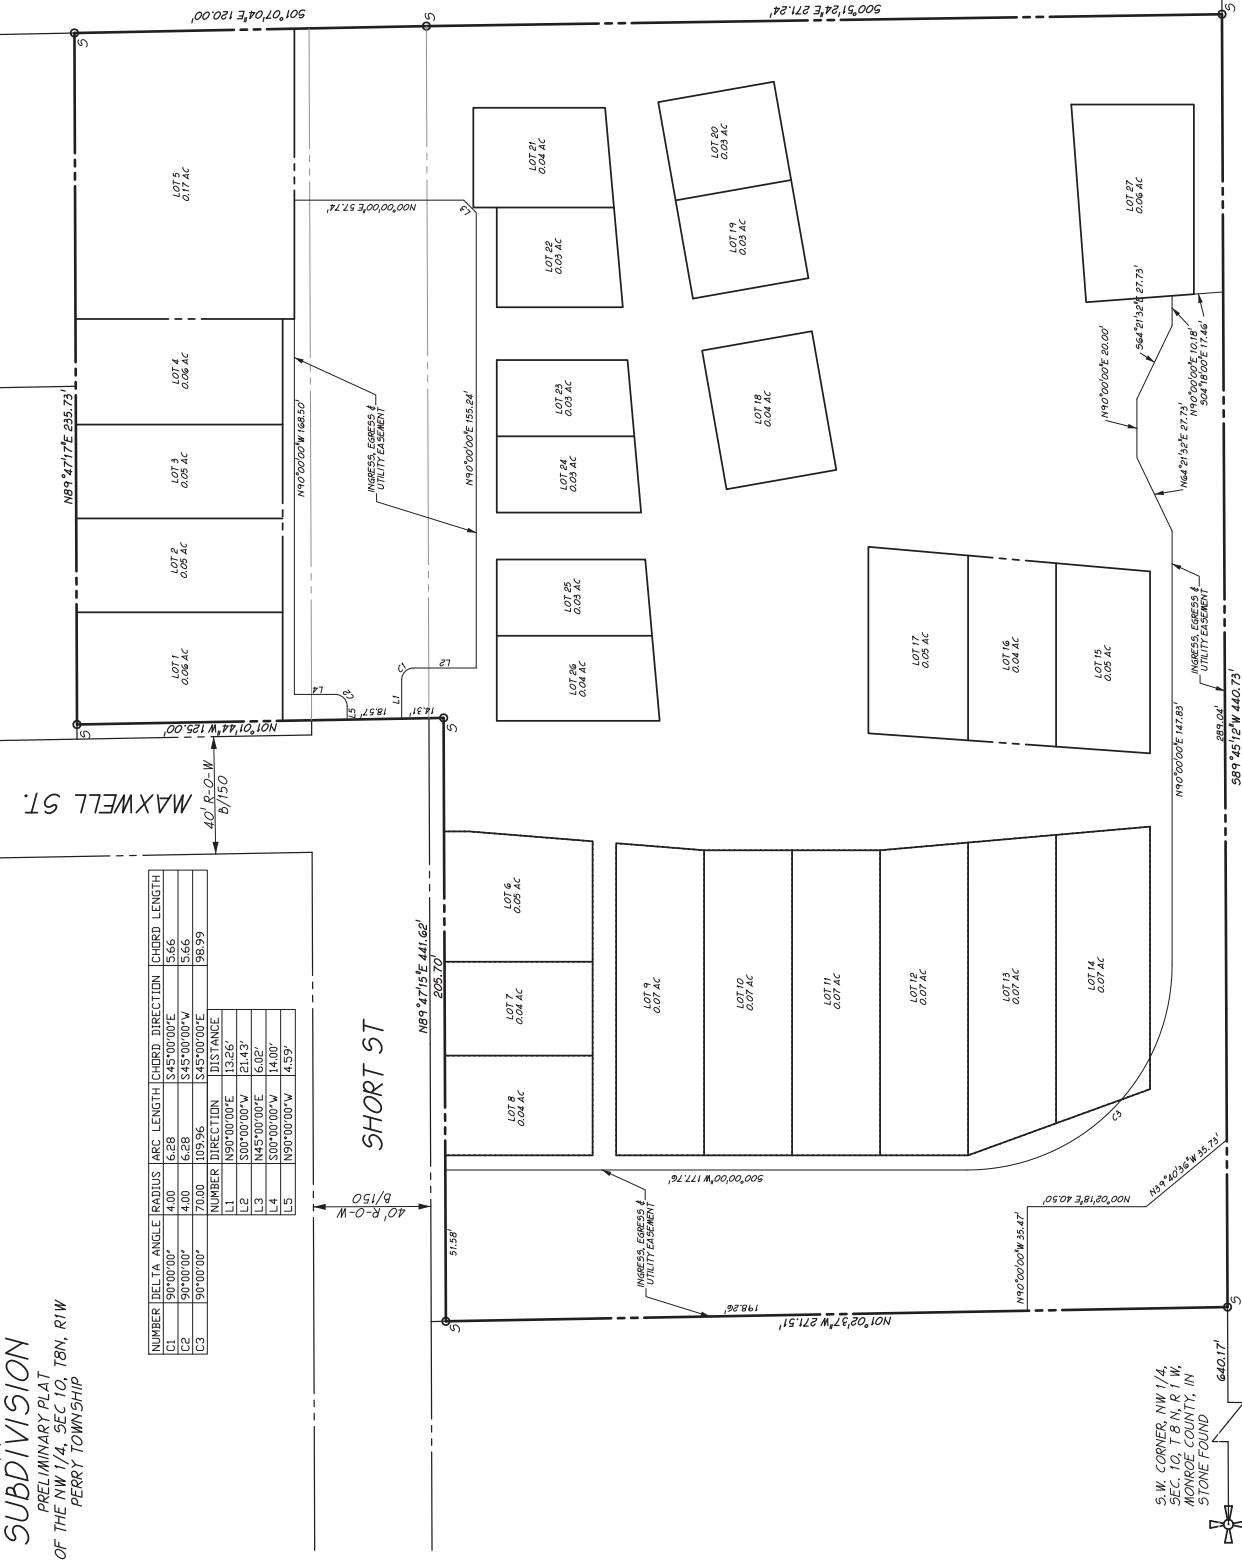 SUBDIVISION
PRELIMINARY PLAT
OF THE NW 1/4, SEC 10, T8N, R1W
PERRY TOWNSHIP
NUMBER DELTA ANGLE RADIUS ARC LENGTH CHORD DIRECTION CHORD LENGTH
C1 90°00'00" 4.00 6.28 S45°00'00"E 5.66
C2 90°00'00" 4.00 6.28 S45°00'00"W 5.66
C3 90°00'00" 70.00 109.96 S45°00'00"E 98.99
NUMBER DIRECTION DISTANCE
L1 N90°00'00"E 13.26'
L2 S00°00'00"W 21.43'
L3 N45°00'00"E 6.02'
L4 S00°00'00"W 14.00'
L5 N90°00'00"W 4.59'
MAXWELL ST.
40' R-O-W
B/150
SHORT ST
40' R-O-W
B/150
N89°47'17"E 235.73'
S01°07'04"E 120.00'
S00°51'24"E 271.24'
N01°01'44"W 125.00'
18.57'
14.31'
LOT 1
0.06 AC
LOT 2
0.05 AC
LOT 3
0.05 AC
LOT 4
0.06 AC
LOT 5
0.17 AC
N90°00'00"W 168.50'
N00°00'00"E 57.74'
INGRESS, EGRESS &
UTILITY EASEMENT
N90°00'00"E 155.24'
L1
L2
L3
L4
L5
C1
C2
LOT 21
0.04 AC
LOT 22
0.03 AC
LOT 23
0.03 AC
LOT 24
0.03 AC
LOT 25
0.03 AC
LOT 26
0.04 AC
LOT 20
0.03 AC
LOT 19
0.03 AC
LOT 18
0.04 AC
LOT 27
0.06 AC
N89°47'15"E 441.62'
205.70'
51.58'
LOT 6
0.05 AC
LOT 7
0.04 AC
LOT 8
0.04 AC
LOT 9
0.07 AC
LOT 10
0.07 AC
LOT 11
0.07 AC
LOT 12
0.07 AC
LOT 13
0.07 AC
LOT 14
0.07 AC
LOT 17
0.05 AC
LOT 16
0.04 AC
LOT 15
0.05 AC
S00°00'00"W 177.76'
INGRESS, EGRESS &
UTILITY EASEMENT
198.26'
N01°02'37"W 271.51'
N90°00'00"W 35.47'
N00°02'18"E 40.50'
N39°40'36"W 35.73'
C3
N90°00'00"E 147.83'
N64°21'32"E 27.73'
N90°00'00"E 20.00'
S64°21'32"E 27.73'
N90°00'00"E 10.18'
S04°18'00"E 17.46'
INGRESS, EGRESS &
UTILITY EASEMENT
289.04'
S89°45'12"W 440.73'
640.17'
S.W. CORNER, NW 1/4,
SEC. 10, T 8 N, R 1 W,
MONROE COUNTY, IN
STONE FOUND
S
S
S
S
S
S
S